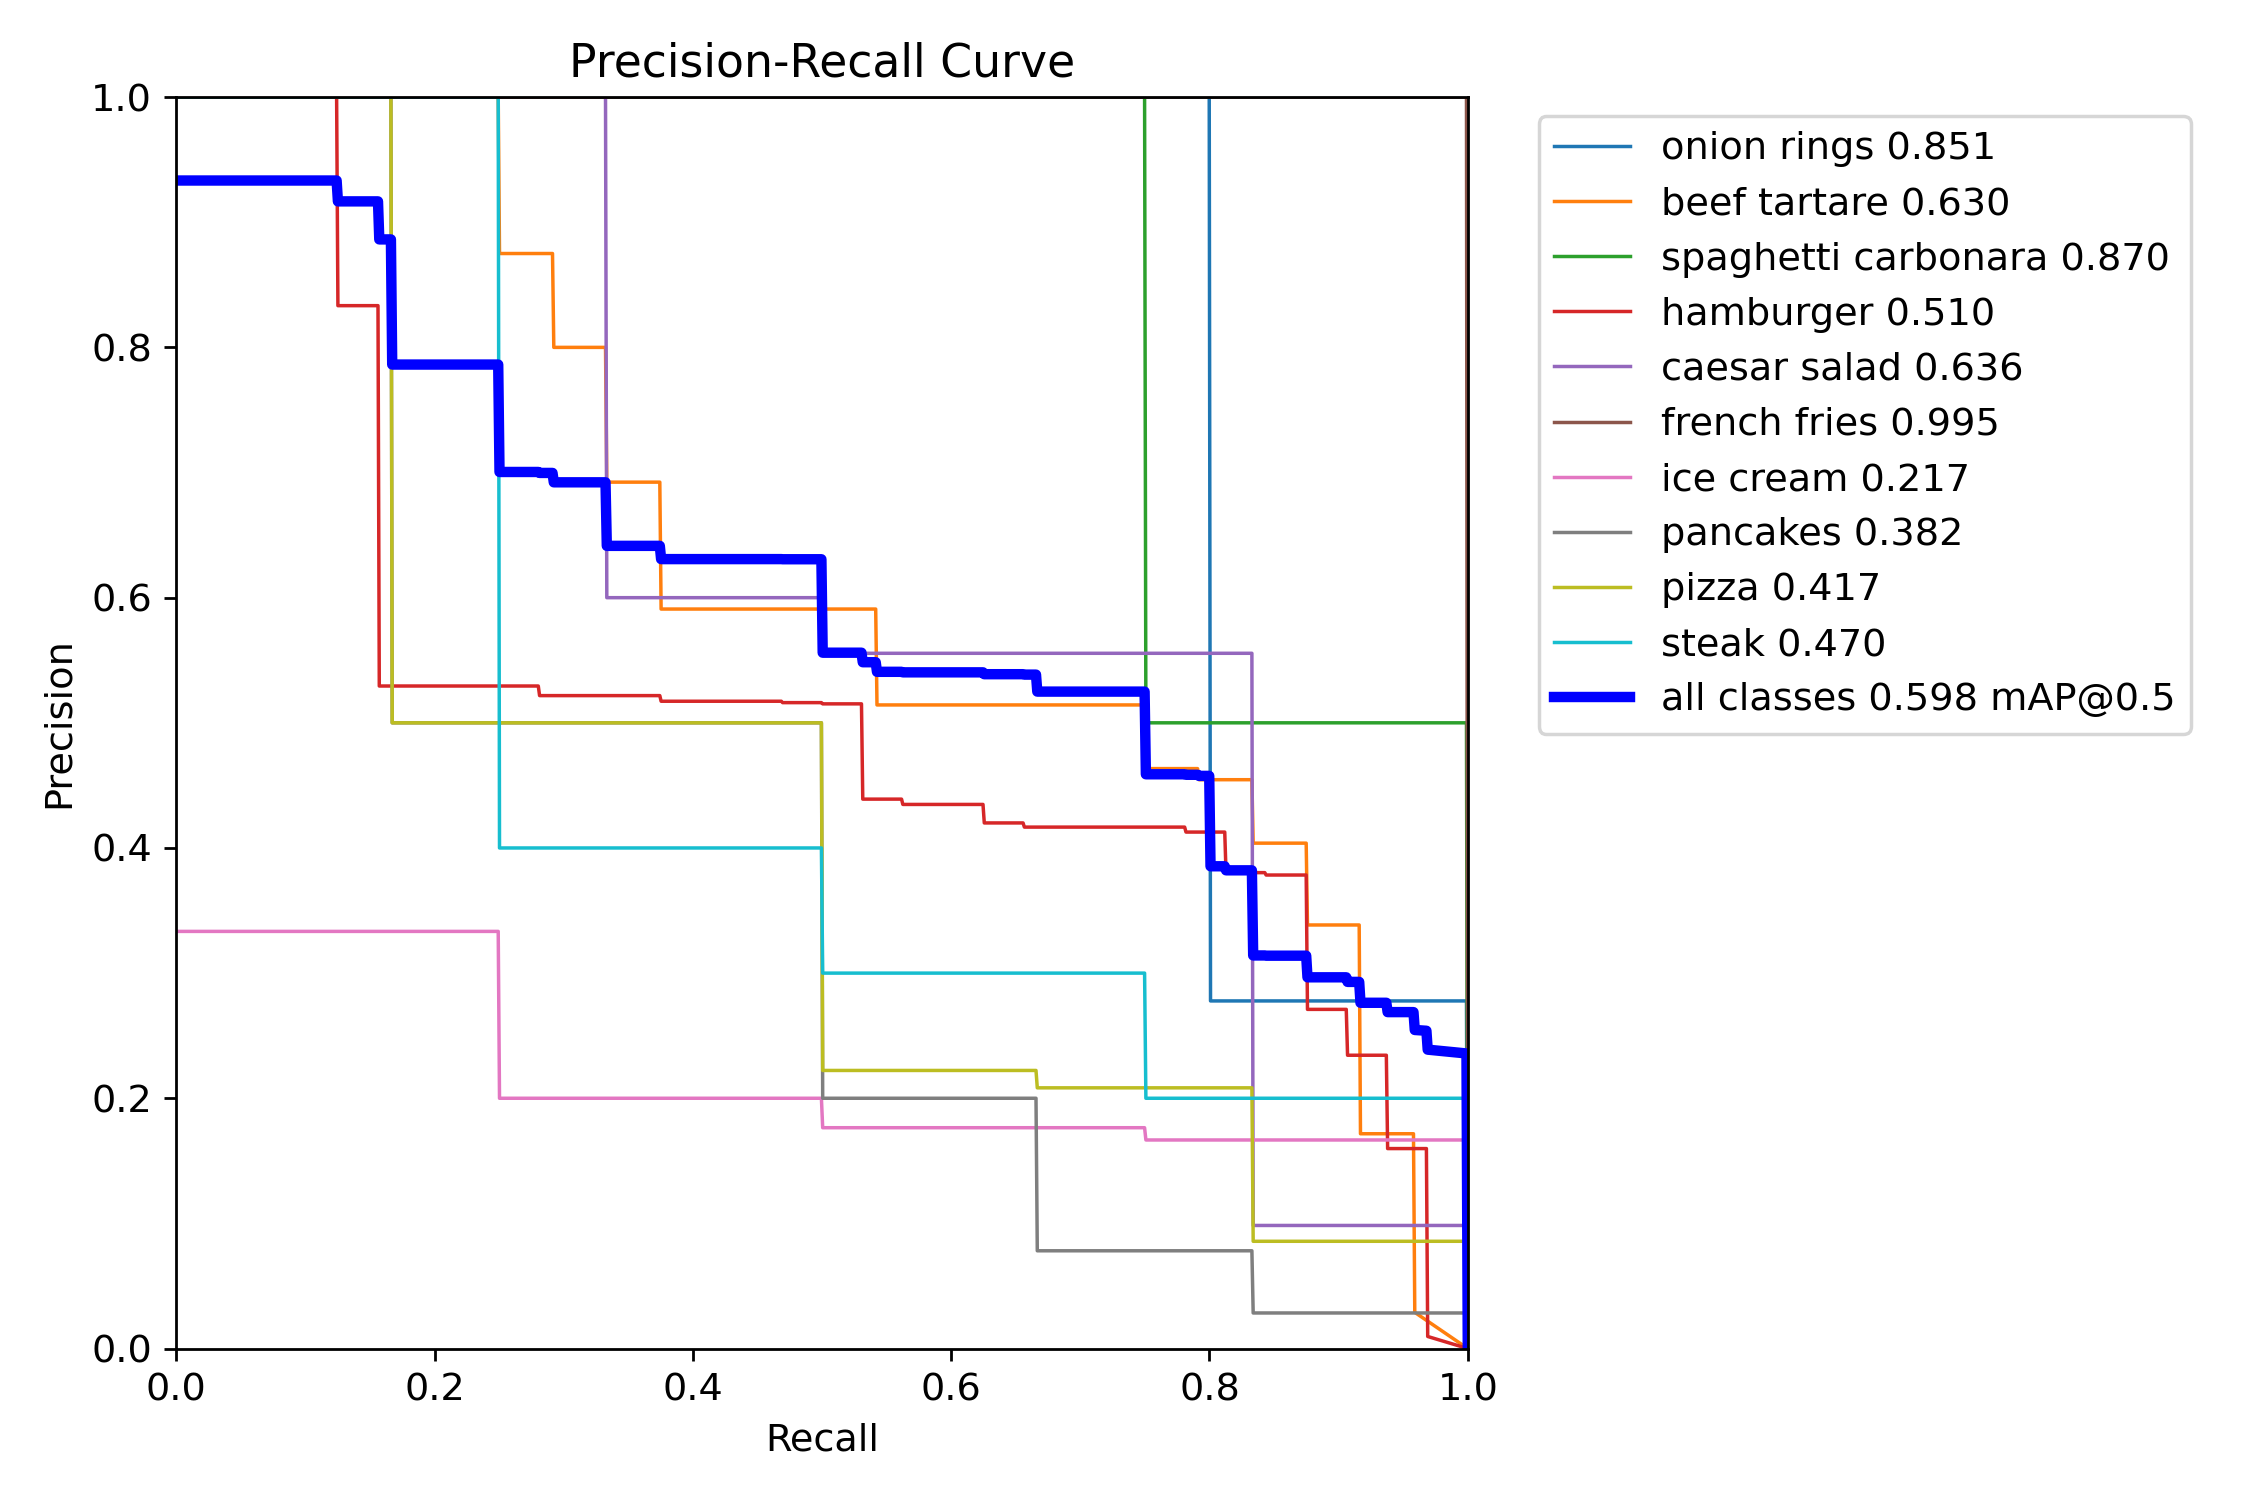 Precision-Recall Curve
1.0
0.8
0.6
0.4
0.2
0.0
Precision
0.0 0.2 0.4 0.6 0.8 1.0
Recall
onion rings 0.851
beef tartare 0.630
spaghetti carbonara 0.870
hamburger 0.510
caesar salad 0.636
french fries 0.995
ice cream 0.217
pancakes 0.382
pizza 0.417
steak 0.470
all classes 0.598 mAP@0.5